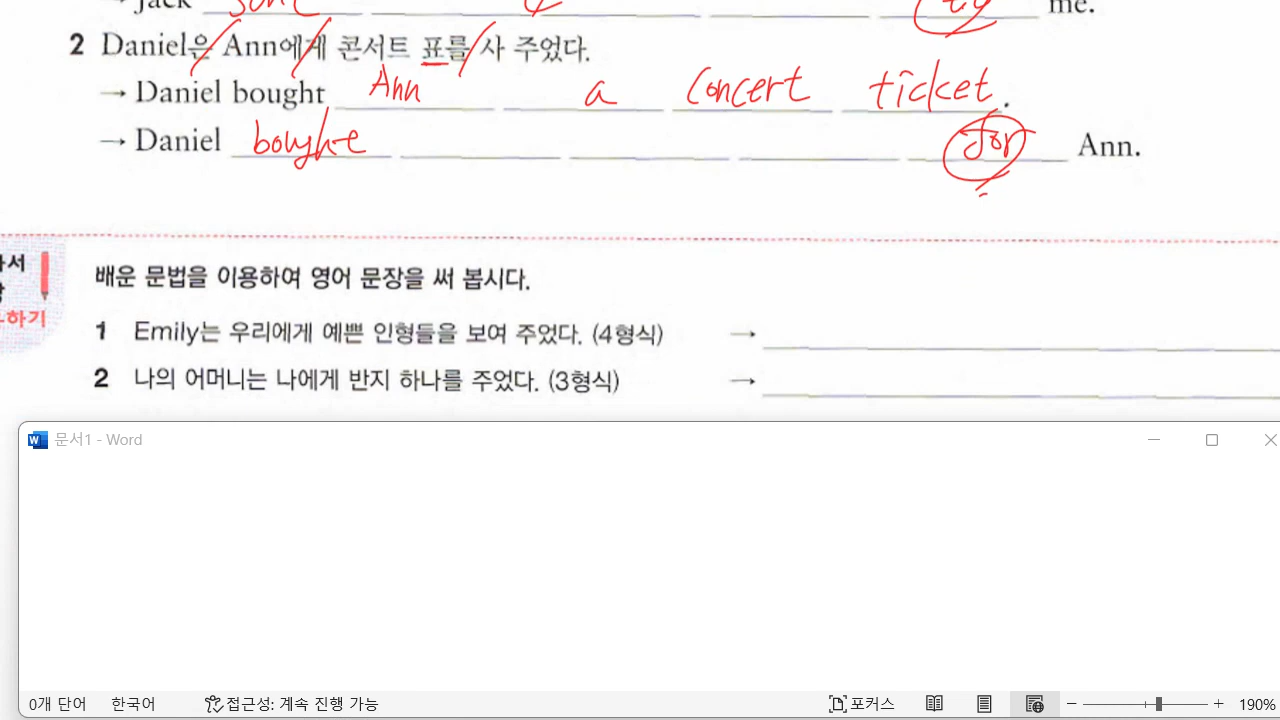 → Jack sent a to me.
2 Daniel은 Ann에게 콘서트 표를 사 주었다.
→ Daniel bought Ann a concert ticket.
→ Daniel bought for Ann.
배운 문법을 이용하여 영어 문장을 써 봅시다.
-하기
1 Emily는 우리에게 예쁜 인형들을 보여 주었다. (4형식) →
2 나의 어머니는 나에게 반지 하나를 주었다. (3형식) →
문서1 - Word
0개 단어 한국어 접근성: 계속 진행 가능 포커스 190%